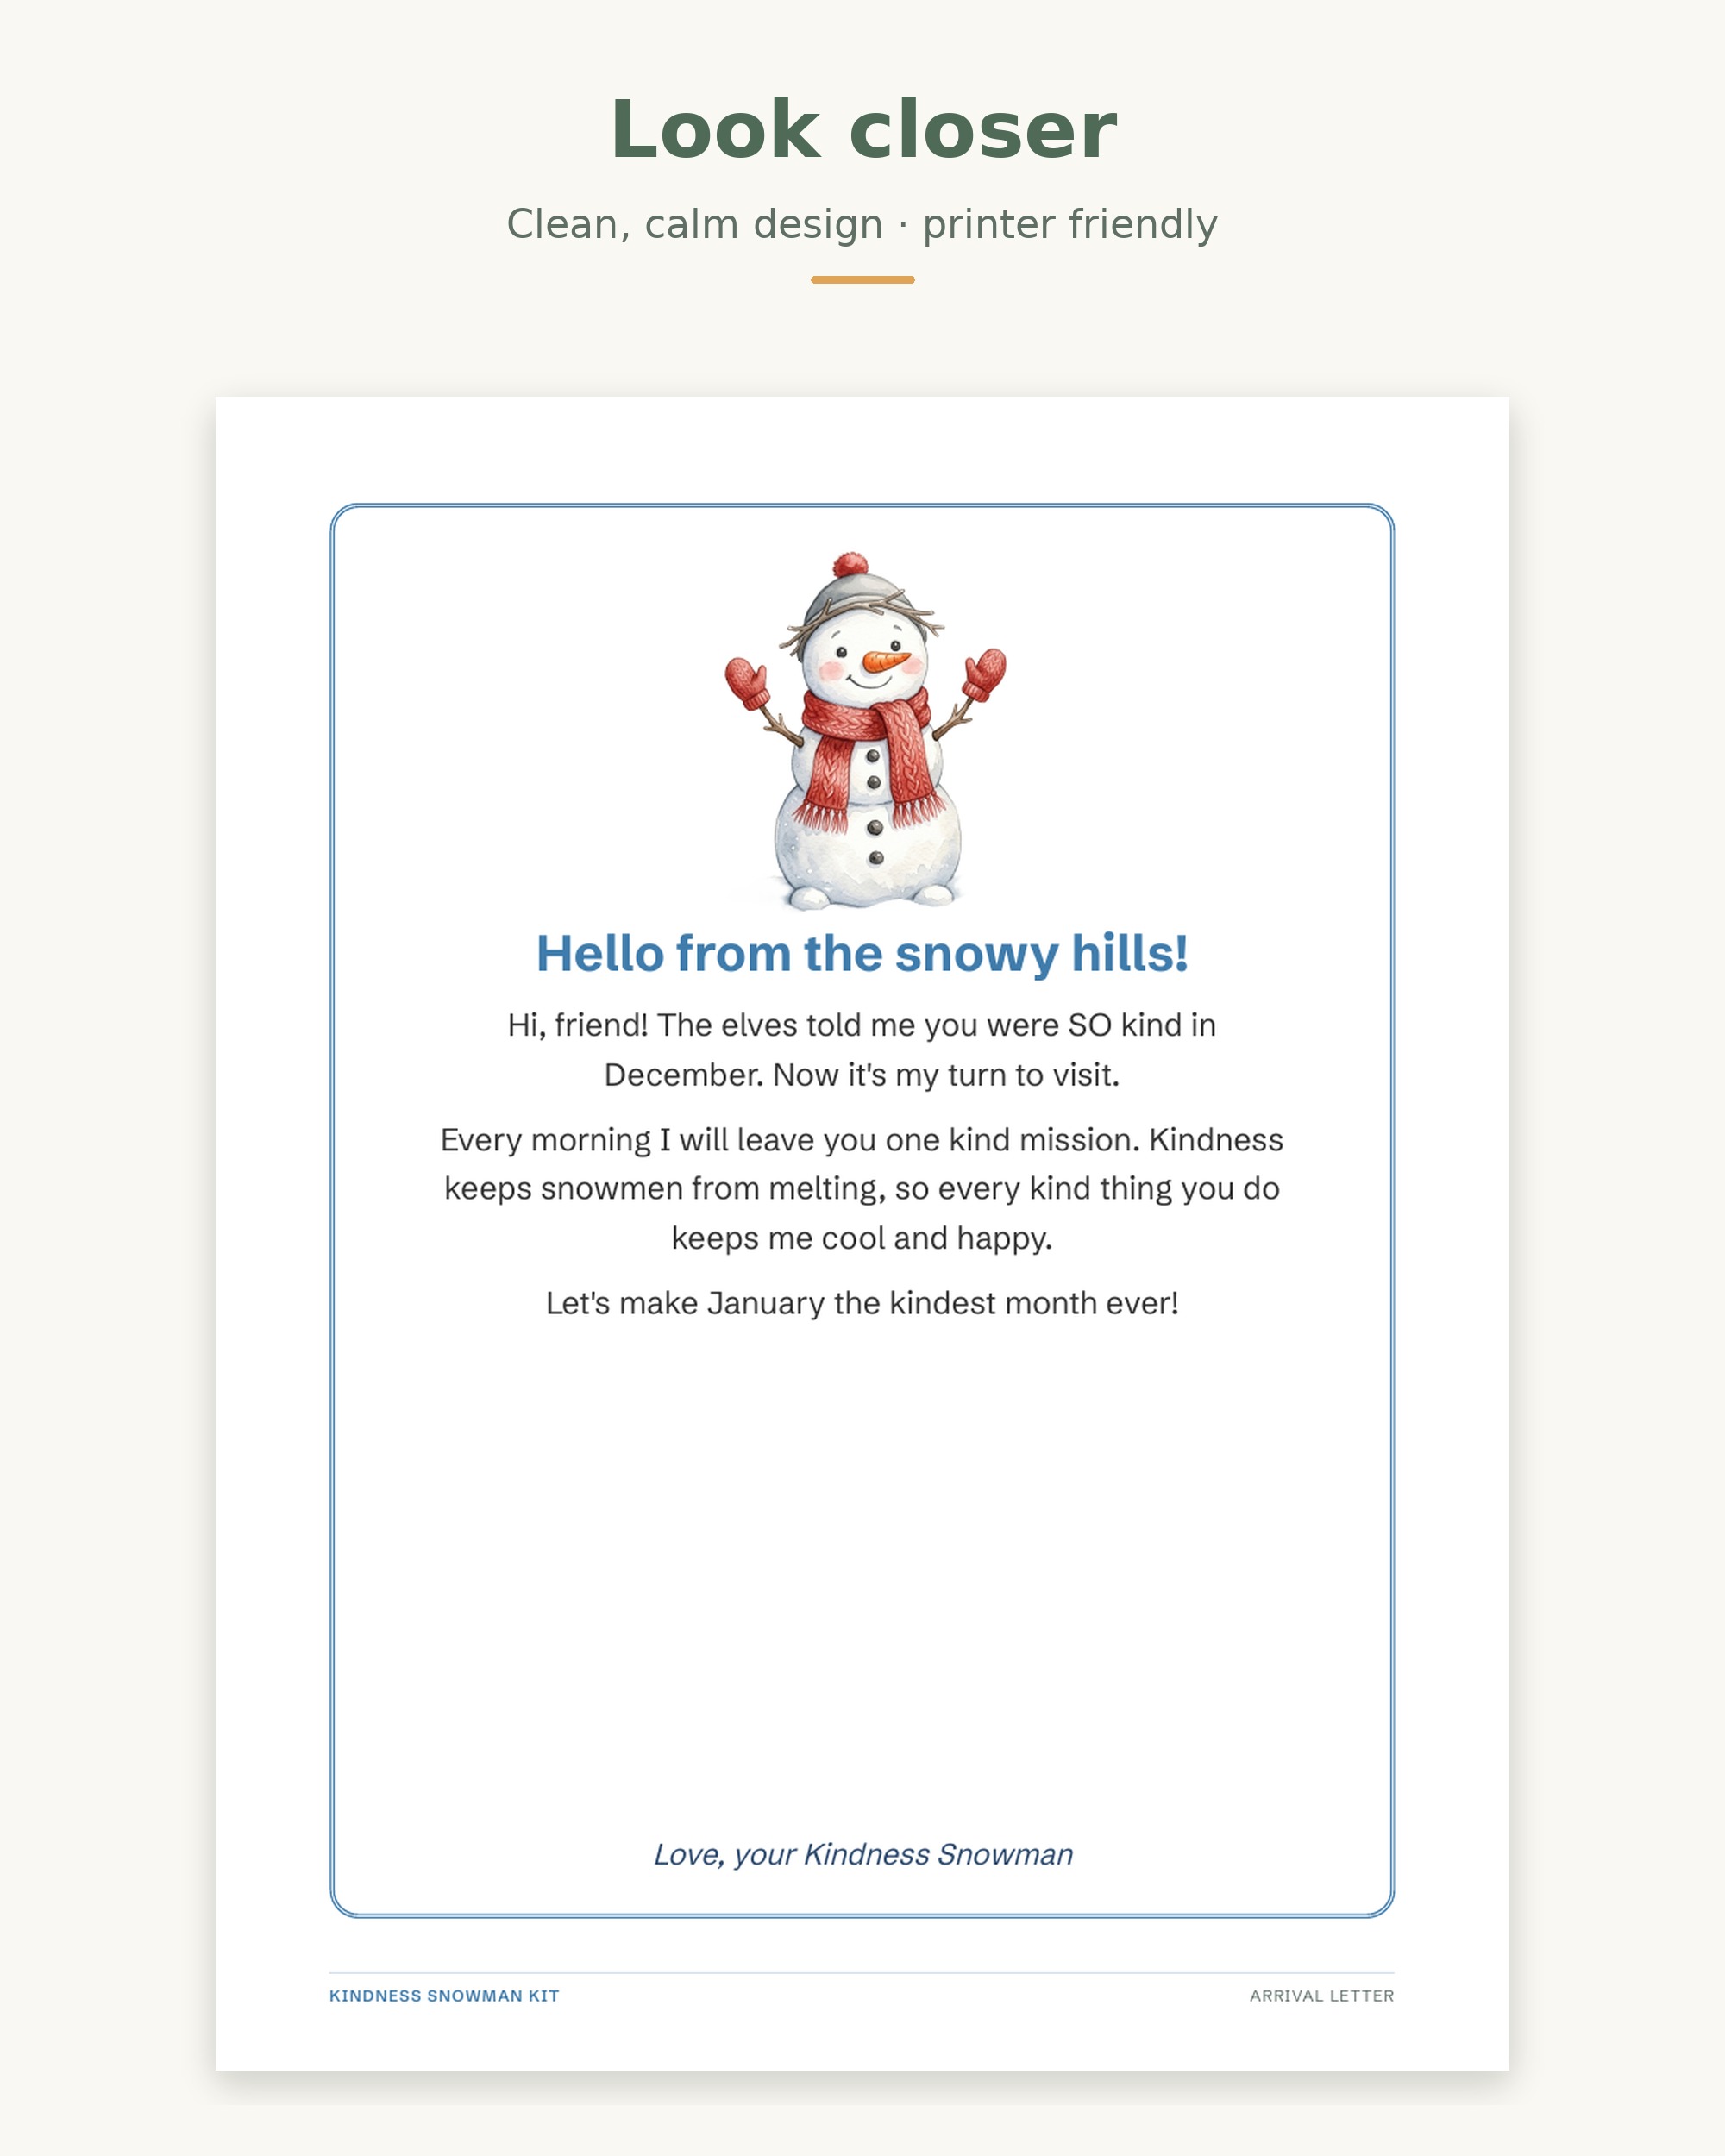 Look closer
Clean, calm design · printer friendly
Hello from the snowy hills!
Hi, friend! The elves told me you were SO kind in
December. Now it's my turn to visit.
Every morning I will leave you one kind mission. Kindness
keeps snowmen from melting, so every kind thing you do
keeps me cool and happy.
Let's make January the kindest month ever!
Love, your Kindness Snowman
KINDNESS SNOWMAN KIT
ARRIVAL LETTER